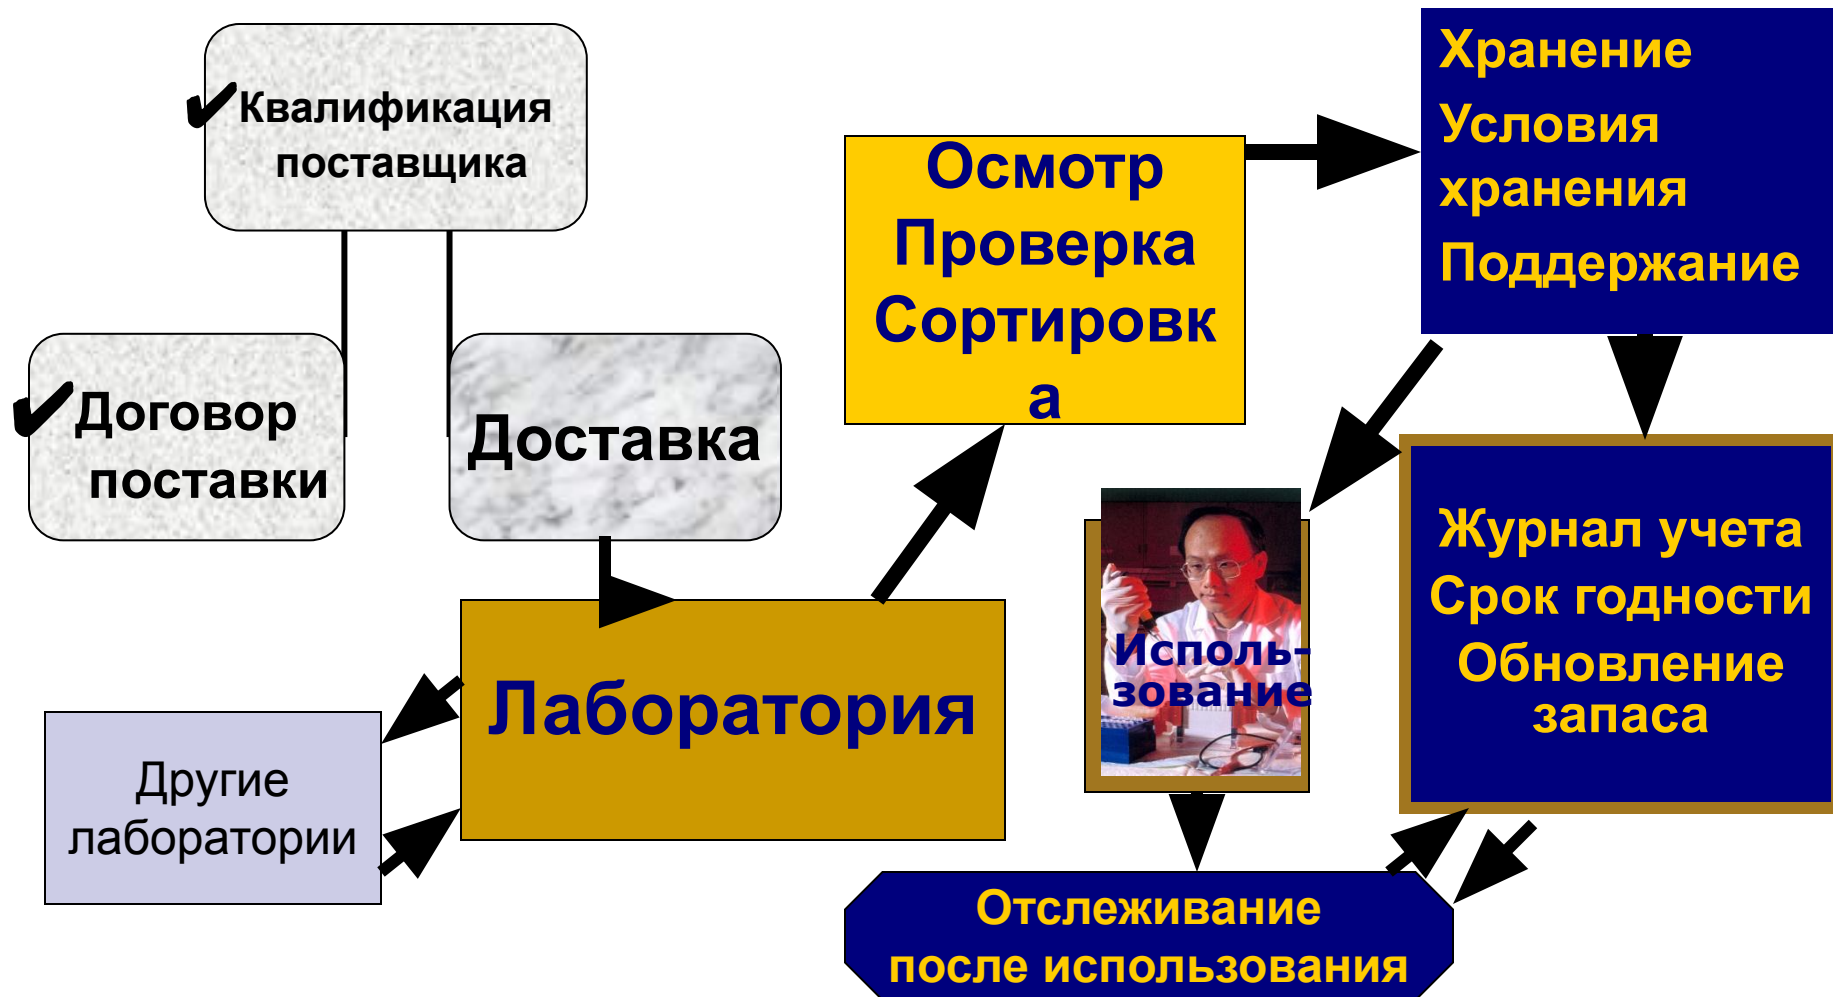 Квалификация
поставщика
Договор
поставки
Доставка
Лаборатория
Другие
лаборатории
Осмотр
Проверка
Сортировк
а
Хранение
Условия
хранения
Поддержание
Исполь-
зование
Журнал учета
Срок годности
Обновление
запаса
Отслеживание
после использования